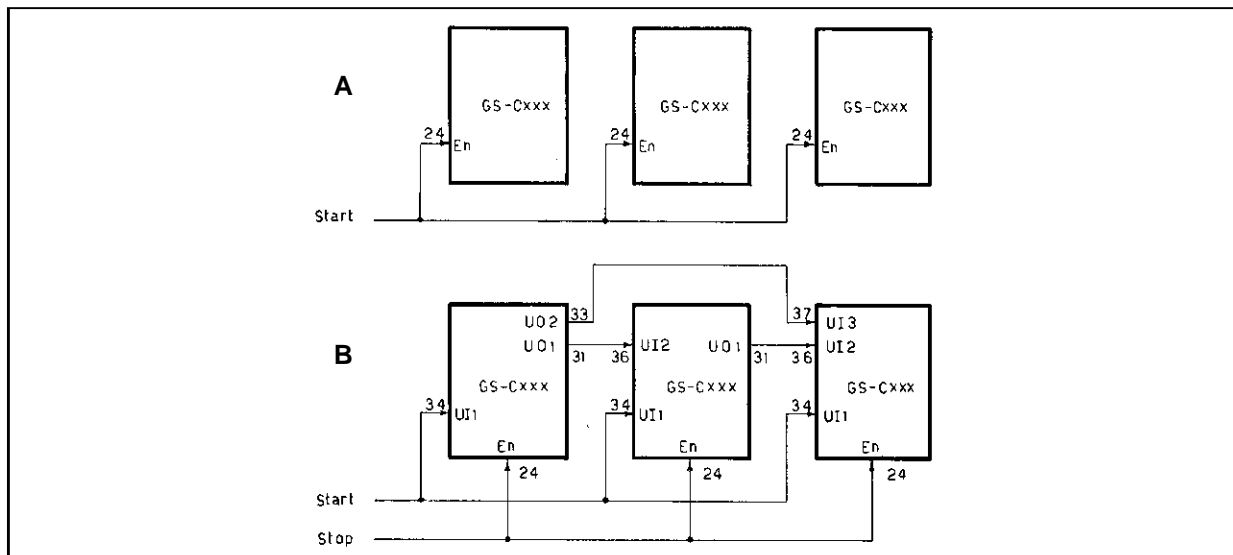 A
GS-Cxxx GS-Cxxx GS-Cxxx
24 En 24 En 24 En
Start
B
UO2 33 37 UI3
UO1 31 36 UI2 UO1 31 36 UI2
GS-Cxxx GS-Cxxx GS-Cxxx
34 UI1 34 UI1 34 UI1
En En En
24 24 24
Start
Stop